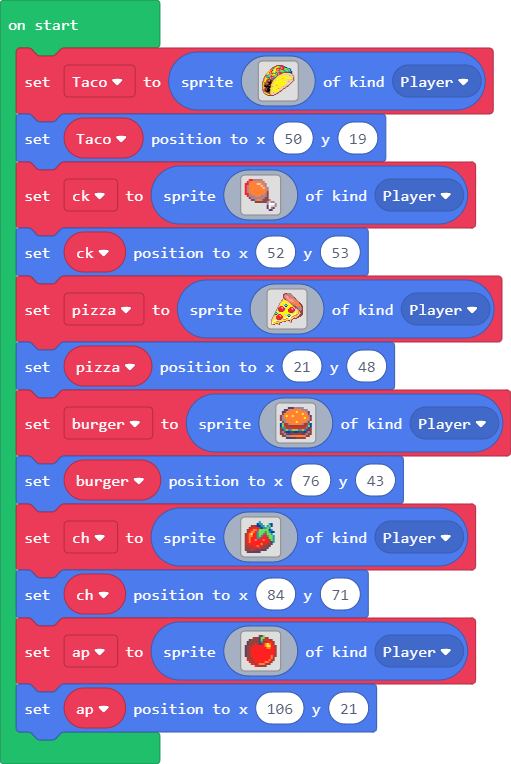 on start
set Taco to sprite of kind Player
set Taco position to x 50 y 19
set ck to sprite of kind Player
set ck position to x 52 y 53
set pizza to sprite of kind Player
set pizza position to x 21 y 48
set burger to sprite of kind Player
set burger position to x 76 y 43
set ch to sprite of kind Player
set ch position to x 84 y 71
set ap to sprite of kind Player
set ap position to x 106 y 21